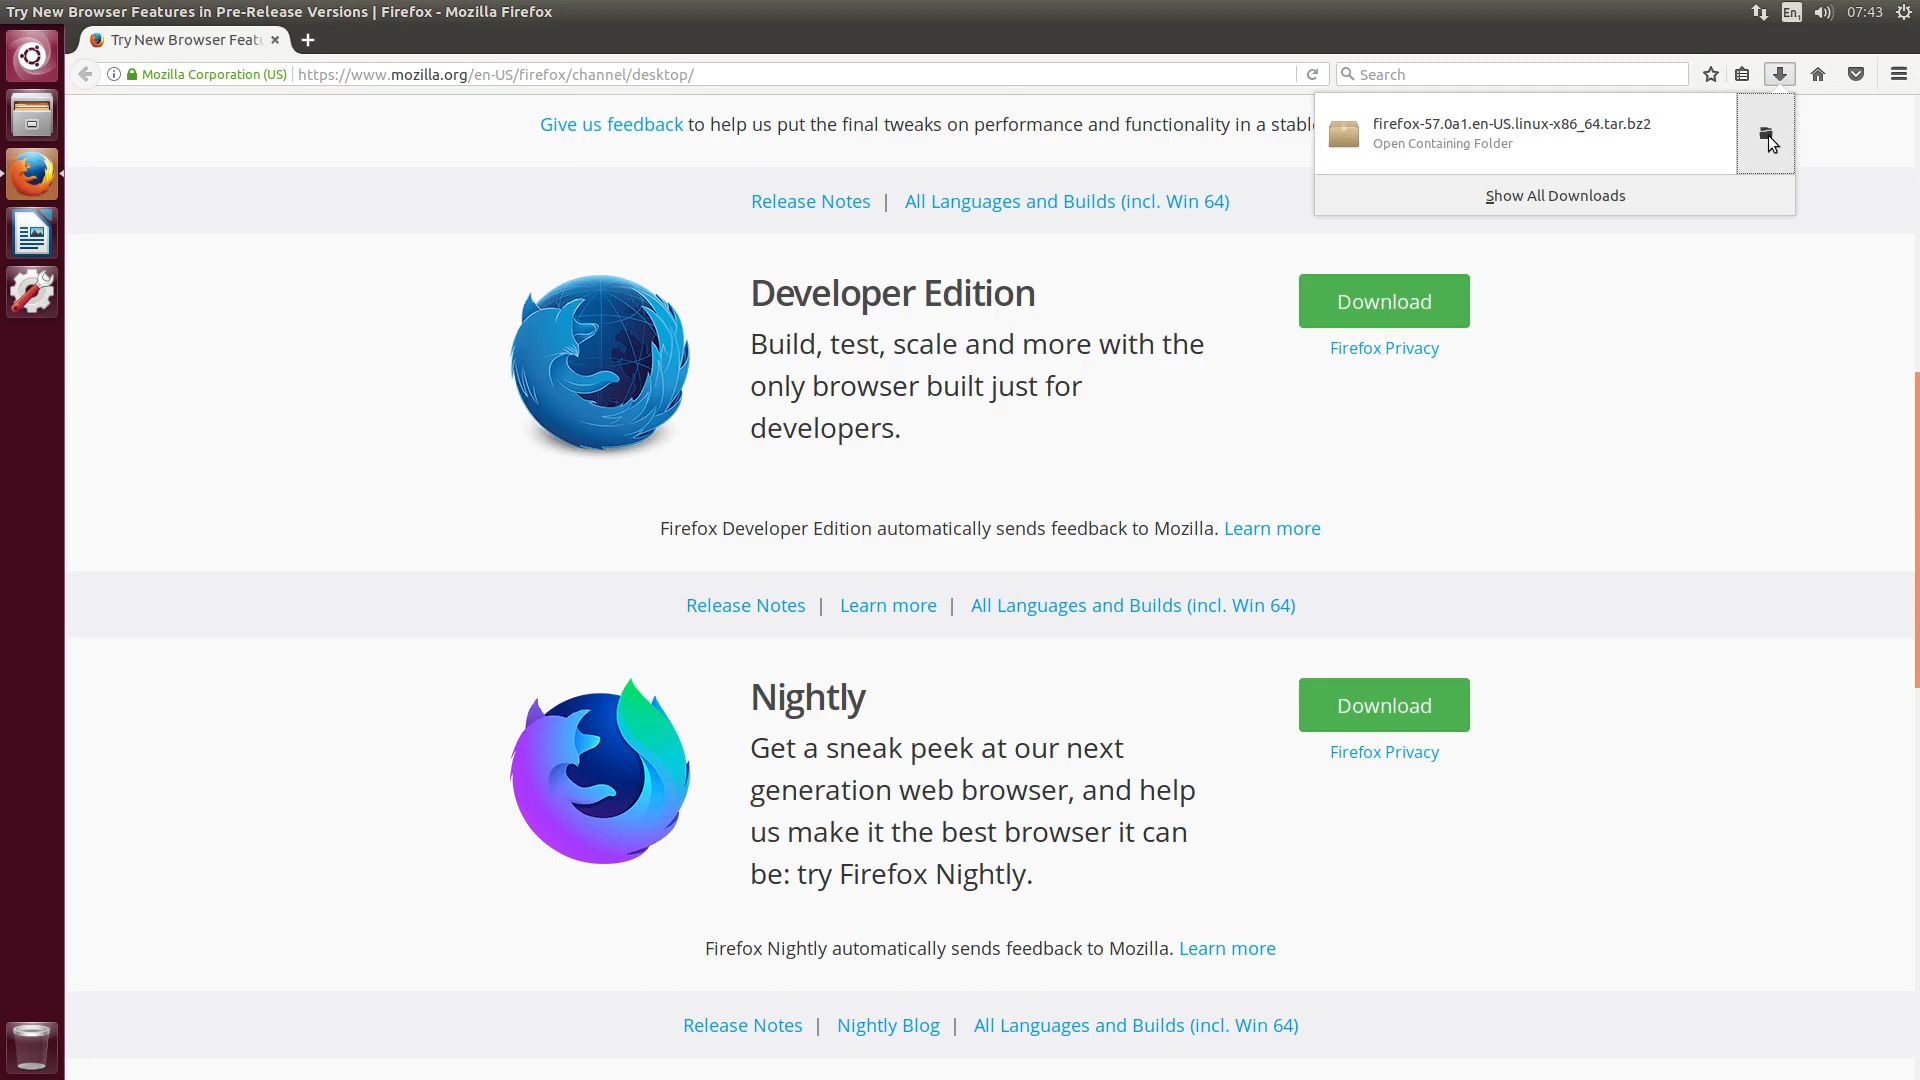 Try New Browser Features in Pre-Release Versions | Firefox - Mozilla Firefox
En1
07:43
Try New Browser Feat
Mozilla Corporation (US)
https://www.mozilla.org/en-US/firefox/channel/desktop/
Search
Give us feedback to help us put the final tweaks on performance and functionality in a stabl
firefox-57.0a1.en-US.linux-x86_64.tar.bz2
Open Containing Folder
Show All Downloads
Release Notes | All Languages and Builds (incl. Win 64)
Developer Edition
Download
Firefox Privacy
Build, test, scale and more with the
only browser built just for
developers.
Firefox Developer Edition automatically sends feedback to Mozilla. Learn more
Release Notes | Learn more | All Languages and Builds (incl. Win 64)
Nightly
Download
Firefox Privacy
Get a sneak peek at our next
generation web browser, and help
us make it the best browser it can
be: try Firefox Nightly.
Firefox Nightly automatically sends feedback to Mozilla. Learn more
Release Notes | Nightly Blog | All Languages and Builds (incl. Win 64)